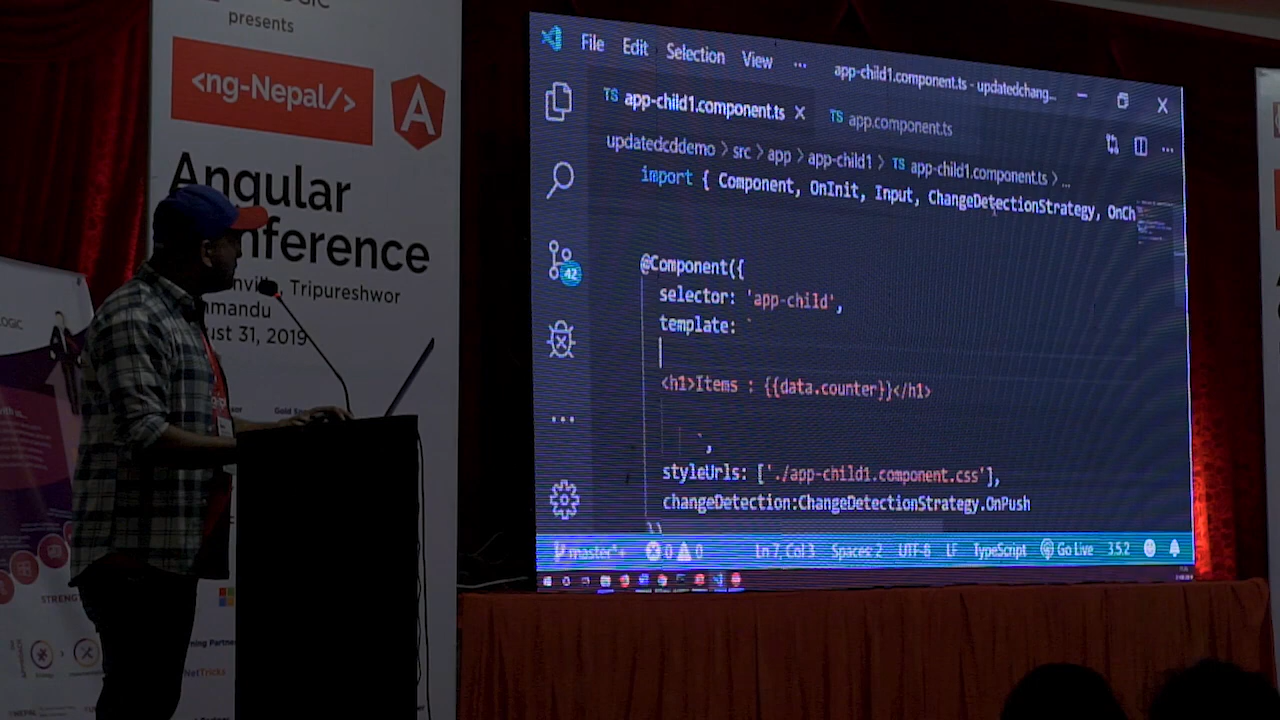 presents
<ng-Nepal/>
Angular
Tripureshwor
31, 2019
STRENG
NetTricks
File Edit Selection View ...
app-child1.component.ts - updatedchang...
TS app-child1.component.ts
TS app.component.ts
updatedcddemo > src > app > app-child1 > TS app-child1.component.ts > ...
import { Component, OnInit, Input, ChangeDetectionStrategy, OnCh
@Component({
selector: 'app-child',
template: `
<h1>Items : {{data.counter}}</h1>
`,
styleUrls: ['./app-child1.component.css'],
changeDetection:ChangeDetectionStrategy.OnPush
})
42
master*+ 0 0 Ln 7, Col 3 Spaces: 2 UTF-8 LF TypeScript Go Live 3.5.2